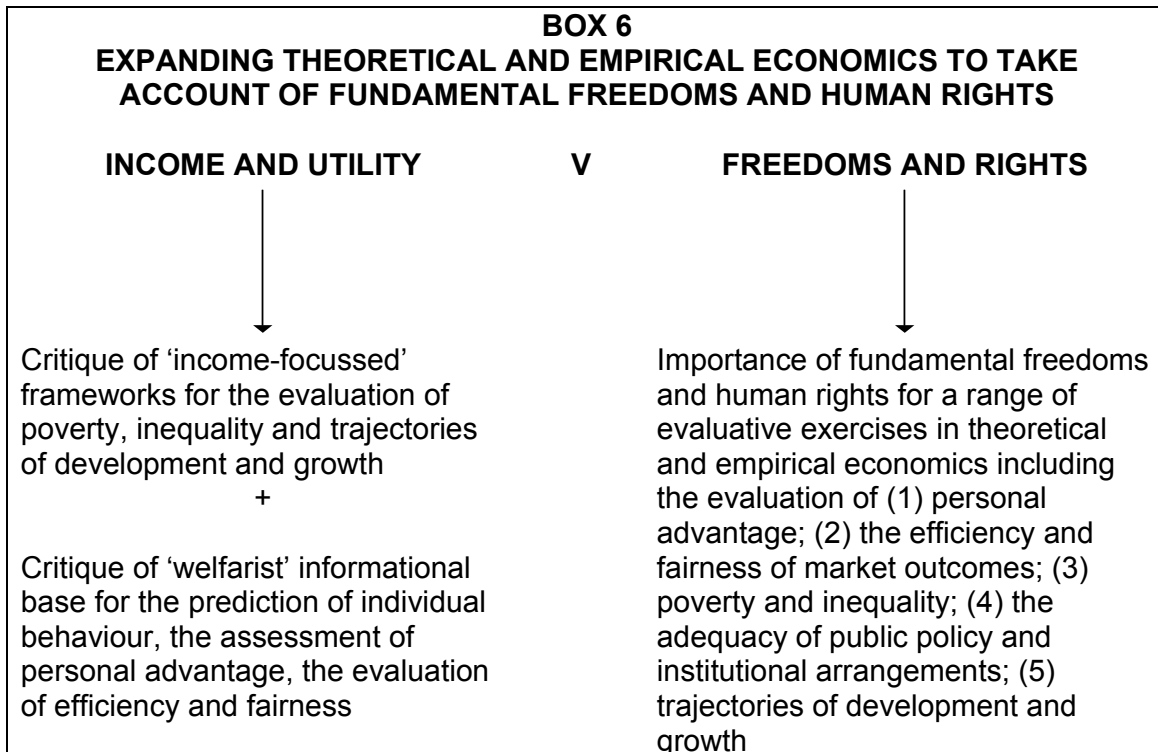 BOX 6
EXPANDING THEORETICAL AND EMPIRICAL ECONOMICS TO TAKE
ACCOUNT OF FUNDAMENTAL FREEDOMS AND HUMAN RIGHTS
INCOME AND UTILITY V FREEDOMS AND RIGHTS
Critique of ‘income-focussed’
frameworks for the evaluation of
poverty, inequality and trajectories
of development and growth
+
Critique of ‘welfarist’ informational
base for the prediction of individual
behaviour, the assessment of
personal advantage, the evaluation
of efficiency and fairness
Importance of fundamental freedoms
and human rights for a range of
evaluative exercises in theoretical
and empirical economics including
the evaluation of (1) personal
advantage; (2) the efficiency and
fairness of market outcomes; (3)
poverty and inequality; (4) the
adequacy of public policy and
institutional arrangements; (5)
trajectories of development and
growth